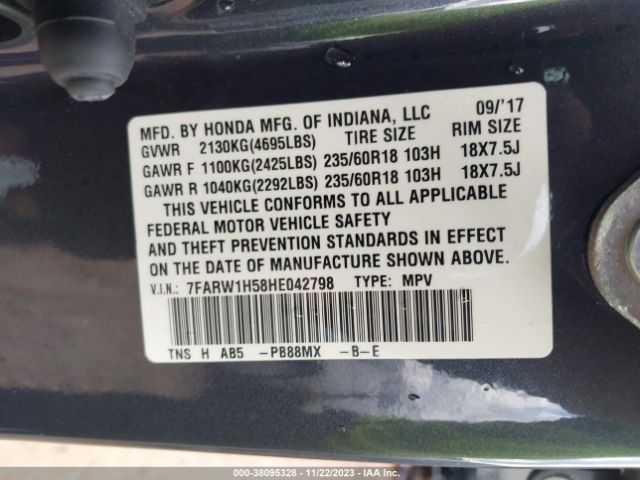 MFD. BY HONDA MFG. OF INDIANA, LLC 09/'17
GVWR 2130KG(4695LBS) TIRE SIZE RIM SIZE
GAWR F 1100KG(2425LBS) 235/60R18 103H 18X7.5J
GAWR R 1040KG(2292LBS) 235/60R18 103H 18X7.5J
THIS VEHICLE CONFORMS TO ALL APPLICABLE
FEDERAL MOTOR VEHICLE SAFETY
AND THEFT PREVENTION STANDARDS IN EFFECT
ON THE DATE OF MANUFACTURE SHOWN ABOVE.
V.I.N.: 7FARW1H58HE042798 TYPE: MPV
TNS H AB5 -PB88MX -B-E
000-38095328 - 11/22/2023 - IAA Inc.